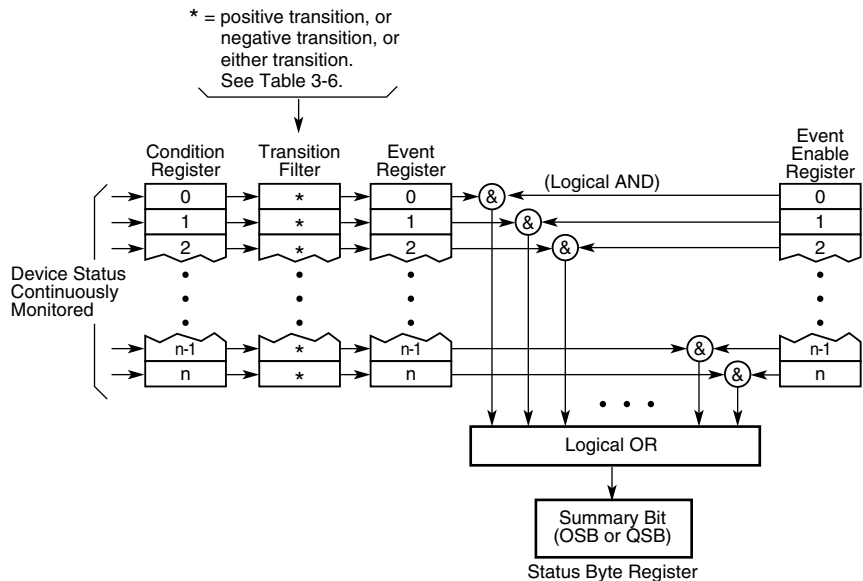 * = positive transition, or
negative transition, or
either transition.
See Table 3-6.
Condition
Register
Transition
Filter
Event
Register
Event
Enable
Register
0 * 0 & (Logical AND) 0
1 * 1 & 1
2 * 2 & 2
Device Status
Continuously
Monitored
n-1 * n-1 & n-1
n * n & n
Logical OR
Summary Bit
(OSB or QSB)
Status Byte Register